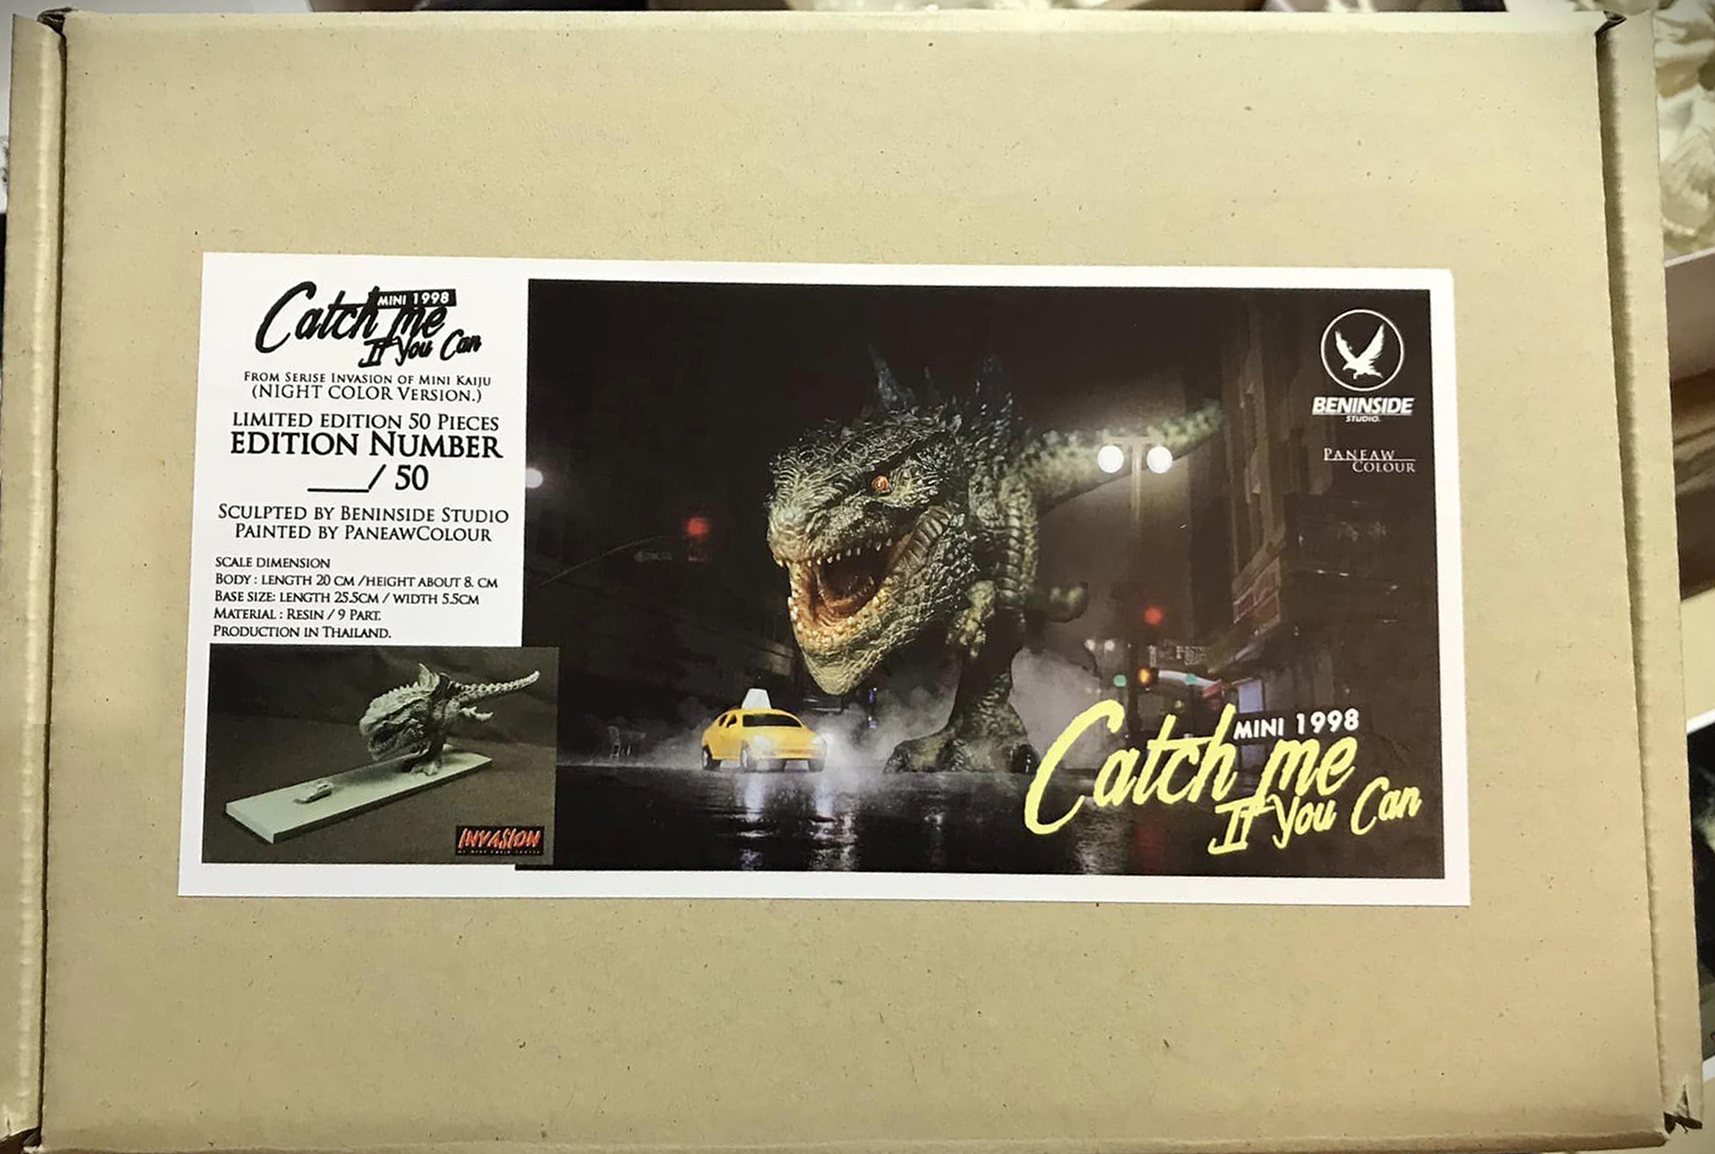 Catch me
MINI 1998
If You Can
From Serise Invasion of Mini Kaiju
(NIGHT COLOR VERSION.)
LIMITED EDITION 50 PIECES
EDITION NUMBER
___/ 50
SCULPTED BY BENINSIDE STUDIO
PAINTED BY PANEAWCOLOUR
SCALE DIMENSION
BODY : LENGTH 20 CM /HEIGHT ABOUT 8. CM
BASE SIZE: LENGTH 25.5CM / WIDTH 5.5CM
MATERIAL : RESIN / 9 PART.
PRODUCTION IN THAILAND.
INVASION
BENINSIDE
STUDIO.
PANEAW
COLOUR
MINI 1998
Catch me
If You Can